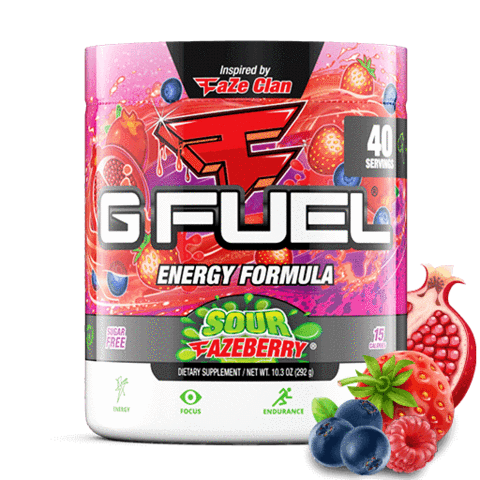 Inspired by
FaZe Clan
40
SERVINGS
G FUEL®
ENERGY FORMULA
SUGAR
FREE
SOUR
FAZEBERRY®
15
CALORIES
DIETARY SUPPLEMENT / NET WT. 10.3 OZ (292 g)
ENERGY
FOCUS
ENDURANCE